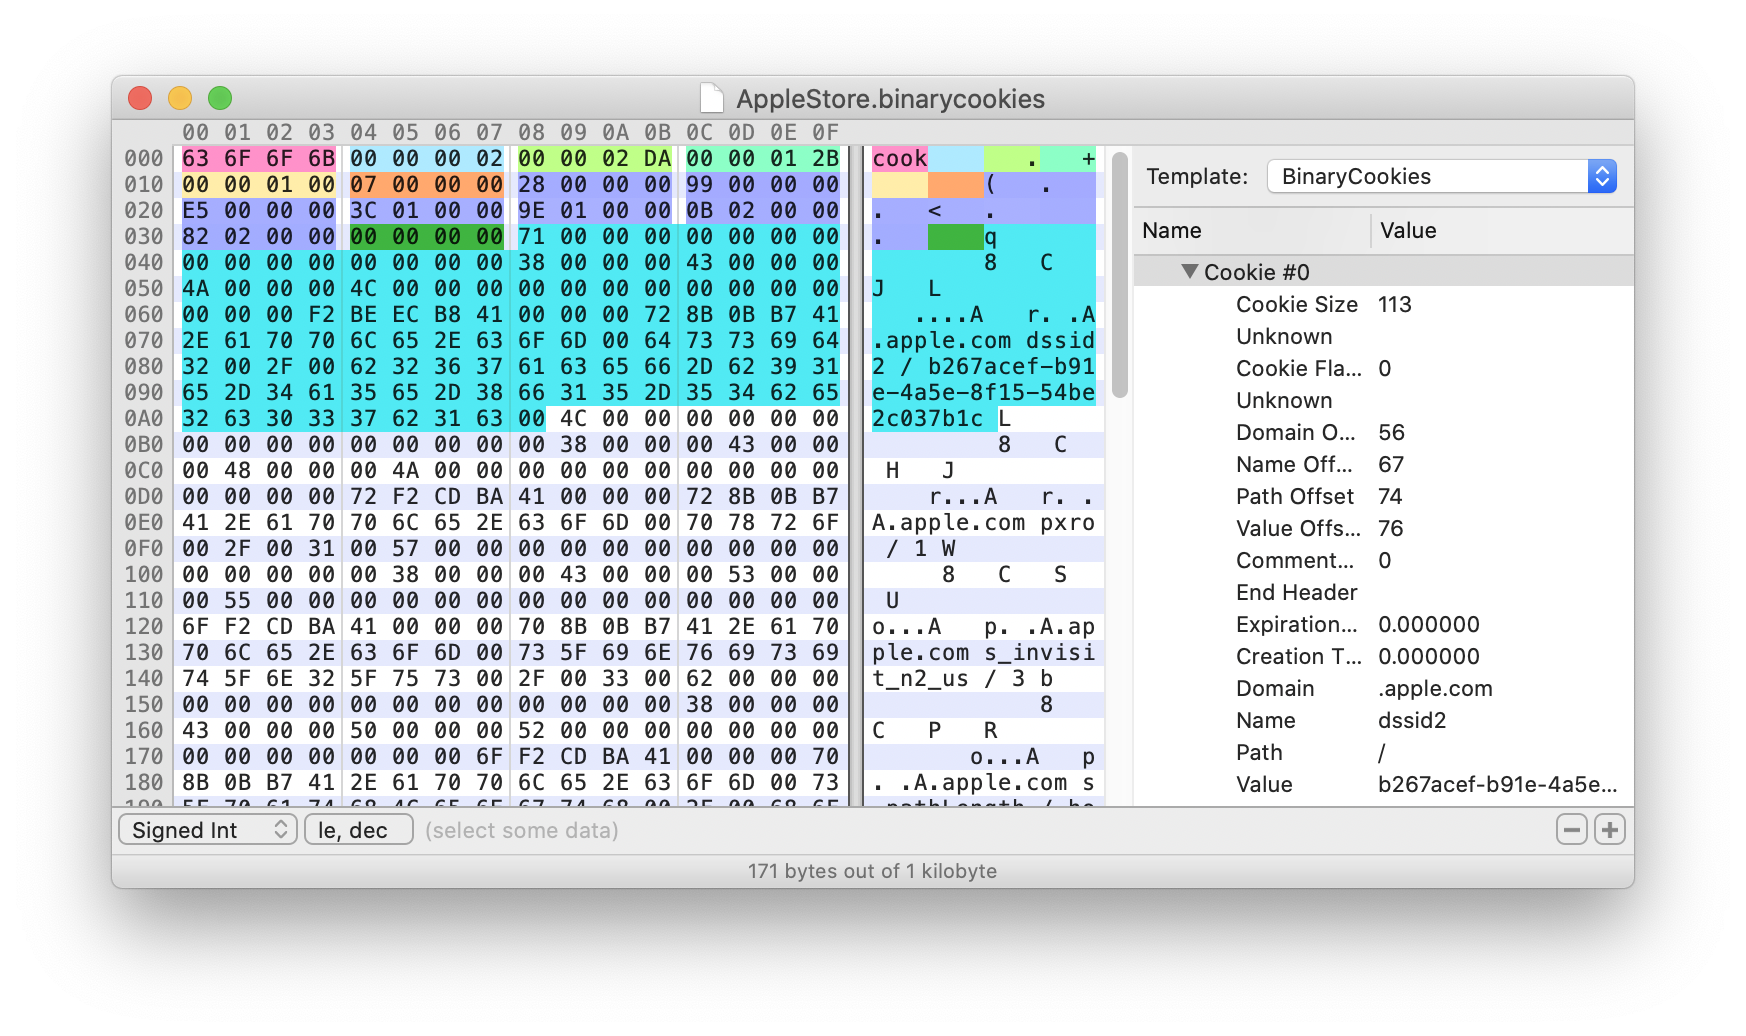 AppleStore.binarycookies
00 01 02 03 04 05 06 07 08 09 0A 0B 0C 0D 0E 0F
000 63 6F 6F 6B 00 00 00 02 00 00 02 DA 00 00 01 2B cook . +
010 00 00 01 00 07 00 00 00 28 00 00 00 99 00 00 00 ( .
020 E5 00 00 00 3C 01 00 00 9E 01 00 00 0B 02 00 00 . < .
030 82 02 00 00 00 00 00 00 71 00 00 00 00 00 00 00 . q
040 00 00 00 00 00 00 00 00 38 00 00 00 43 00 00 00 8 C
050 4A 00 00 00 4C 00 00 00 00 00 00 00 00 00 00 00 J L
060 00 00 00 F2 BE EC B8 41 00 00 00 72 8B 0B B7 41 ....A r. .A
070 2E 61 70 70 6C 65 2E 63 6F 6D 00 64 73 73 69 64 .apple.com dssid
080 32 00 2F 00 62 32 36 37 61 63 65 66 2D 62 39 31 2 / b267acef-b91
090 65 2D 34 61 35 65 2D 38 66 31 35 2D 35 34 62 65 e-4a5e-8f15-54be
0A0 32 63 30 33 37 62 31 63 00 4C 00 00 00 00 00 00 2c037b1c L
0B0 00 00 00 00 00 00 00 00 00 38 00 00 00 43 00 00 8 C
0C0 00 48 00 00 00 4A 00 00 00 00 00 00 00 00 00 00 H J
0D0 00 00 00 00 72 F2 CD BA 41 00 00 00 72 8B 0B B7 r...A r. .
0E0 41 2E 61 70 70 6C 65 2E 63 6F 6D 00 70 78 72 6F A.apple.com pxro
0F0 00 2F 00 31 00 57 00 00 00 00 00 00 00 00 00 00 / 1 W
100 00 00 00 00 00 38 00 00 00 43 00 00 00 53 00 00 8 C S
110 00 55 00 00 00 00 00 00 00 00 00 00 00 00 00 00 U
120 6F F2 CD BA 41 00 00 00 70 8B 0B B7 41 2E 61 70 o...A p. .A.ap
130 70 6C 65 2E 63 6F 6D 00 73 5F 69 6E 76 69 73 69 ple.com s_invisi
140 74 5F 6E 32 5F 75 73 00 2F 00 33 00 62 00 00 00 t_n2_us / 3 b
150 00 00 00 00 00 00 00 00 00 00 00 00 38 00 00 00 8
160 43 00 00 00 50 00 00 00 52 00 00 00 00 00 00 00 C P R
170 00 00 00 00 00 00 00 6F F2 CD BA 41 00 00 00 70 o...A p
180 8B 0B B7 41 2E 61 70 70 6C 65 2E 63 6F 6D 00 73 . .A.apple.com s
Template: BinaryCookies
Name Value
Cookie #0
Cookie Size 113
Unknown
Cookie Fla... 0
Unknown
Domain O... 56
Name Off... 67
Path Offset 74
Value Offs... 76
Comment... 0
End Header
Expiration... 0.000000
Creation T... 0.000000
Domain .apple.com
Name dssid2
Path /
Value b267acef-b91e-4a5e...
Signed Int le, dec (select some data)
171 bytes out of 1 kilobyte